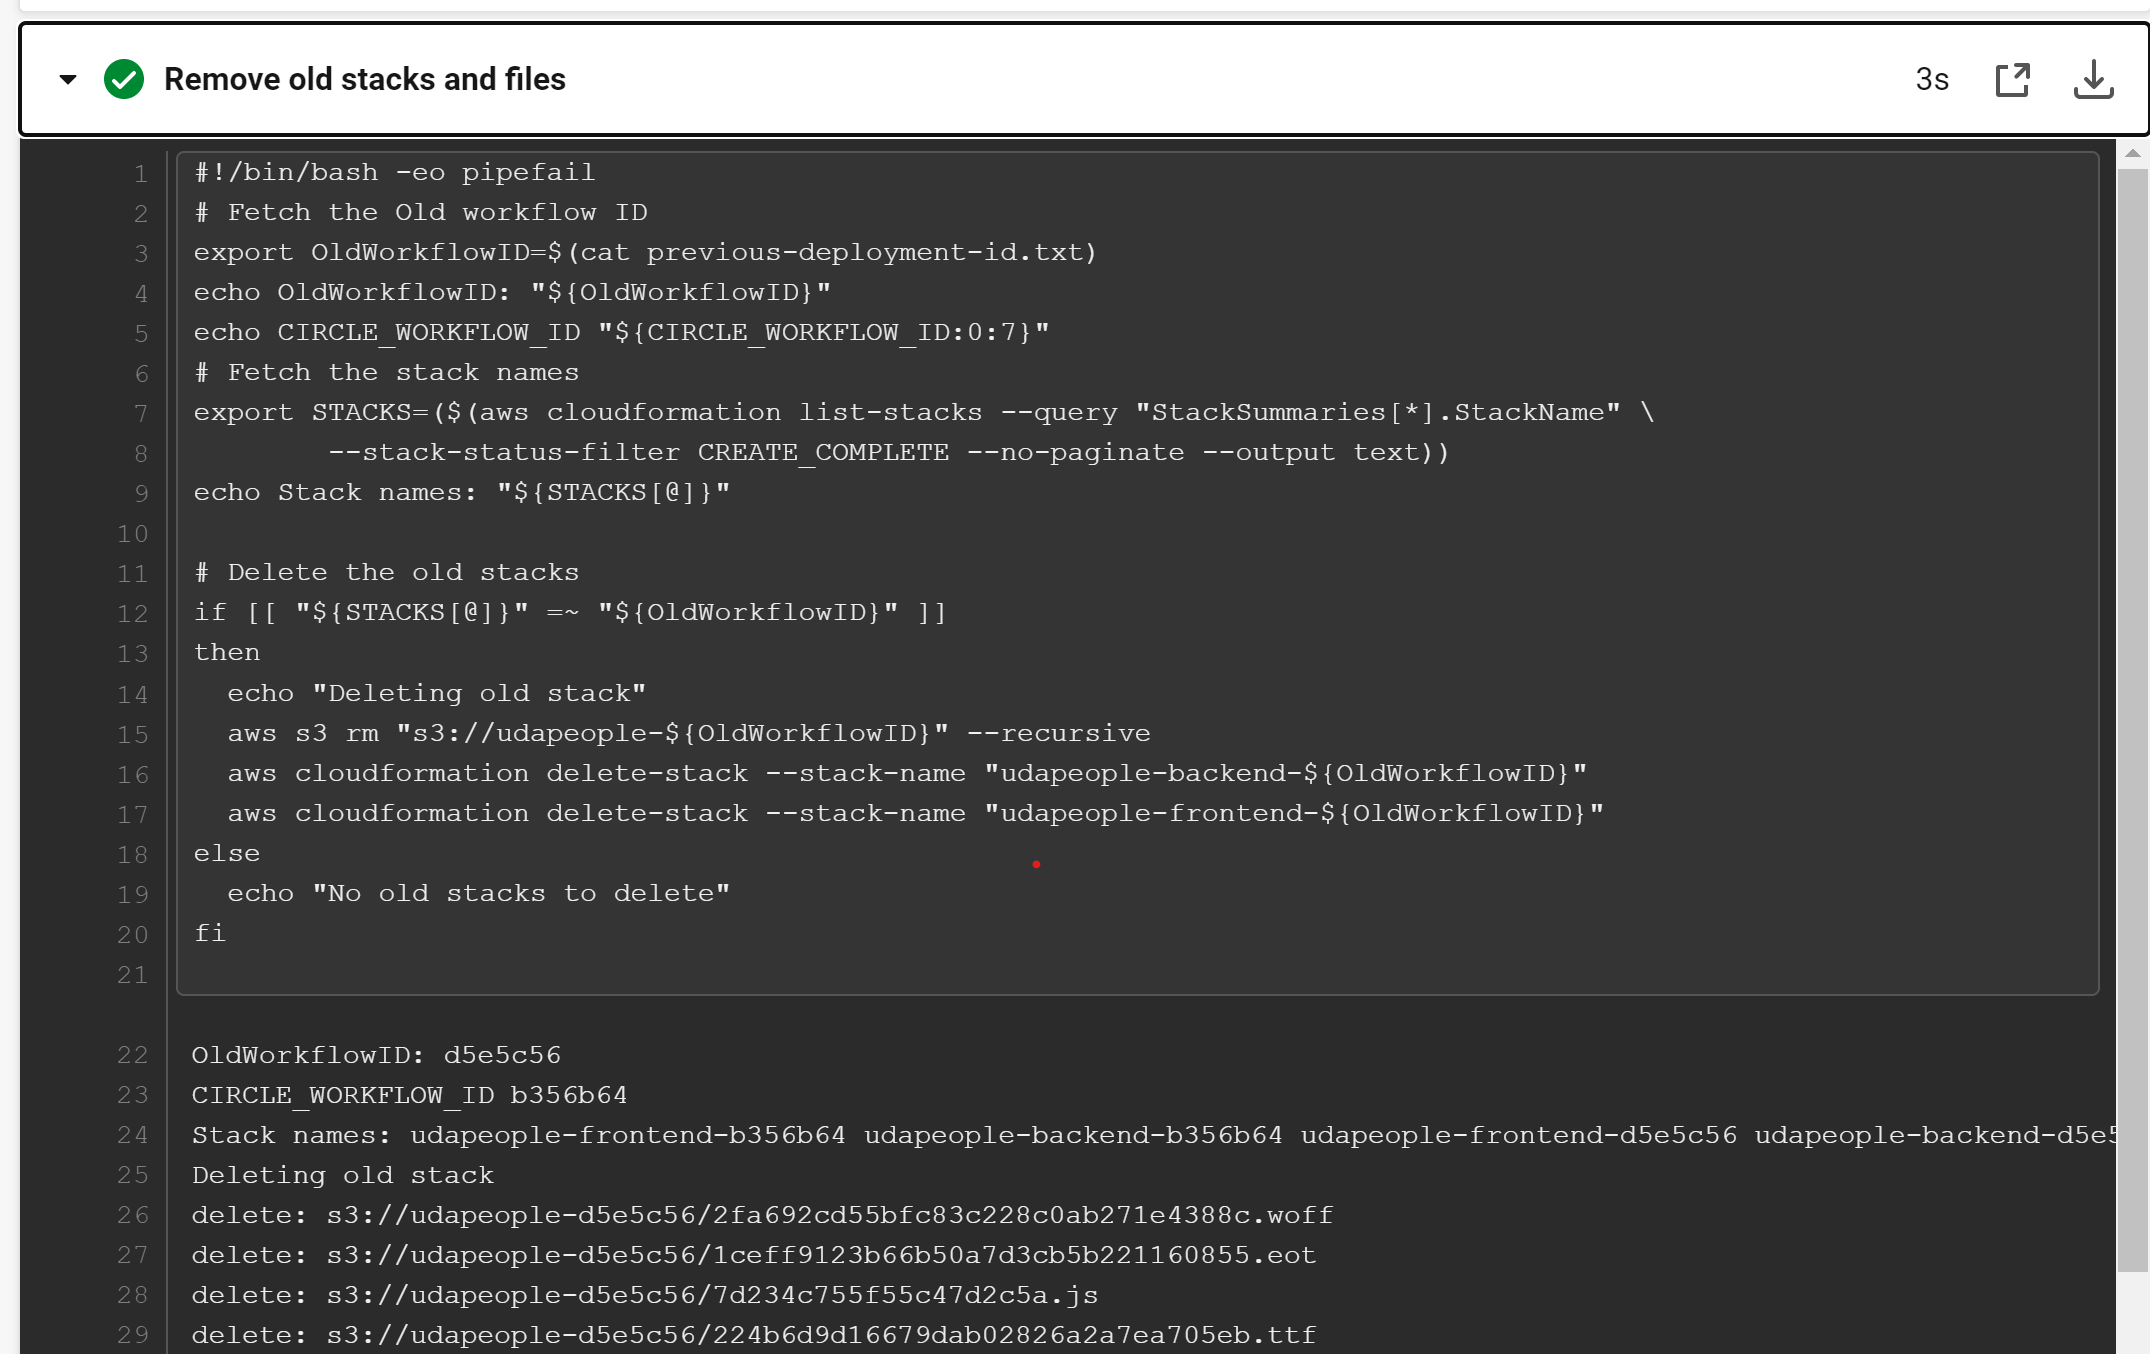 Remove old stacks and files
3s
1 #!/bin/bash -eo pipefail
2 # Fetch the Old workflow ID
3 export OldWorkflowID=$(cat previous-deployment-id.txt)
4 echo OldWorkflowID: "${OldWorkflowID}"
5 echo CIRCLE_WORKFLOW_ID "${CIRCLE_WORKFLOW_ID:0:7}"
6 # Fetch the stack names
7 export STACKS=($(aws cloudformation list-stacks --query "StackSummaries[*].StackName" \
8         --stack-status-filter CREATE_COMPLETE --no-paginate --output text))
9 echo Stack names: "${STACKS[@]}"
10
11 # Delete the old stacks
12 if [[ "${STACKS[@]}" =~ "${OldWorkflowID}" ]]
13 then
14   echo "Deleting old stack"
15   aws s3 rm "s3://udapeople-${OldWorkflowID}" --recursive
16   aws cloudformation delete-stack --stack-name "udapeople-backend-${OldWorkflowID}"
17   aws cloudformation delete-stack --stack-name "udapeople-frontend-${OldWorkflowID}"
18 else
19   echo "No old stacks to delete"
20 fi
21
22 OldWorkflowID: d5e5c56
23 CIRCLE_WORKFLOW_ID b356b64
24 Stack names: udapeople-frontend-b356b64 udapeople-backend-b356b64 udapeople-frontend-d5e5c56 udapeople-backend-d5e5
25 Deleting old stack
26 delete: s3://udapeople-d5e5c56/2fa692cd55bfc83c228c0ab271e4388c.woff
27 delete: s3://udapeople-d5e5c56/1ceff9123b66b50a7d3cb5b221160855.eot
28 delete: s3://udapeople-d5e5c56/7d234c755f55c47d2c5a.js
29 delete: s3://udapeople-d5e5c56/224b6d9d16679dab02826a2a7ea705eb.ttf